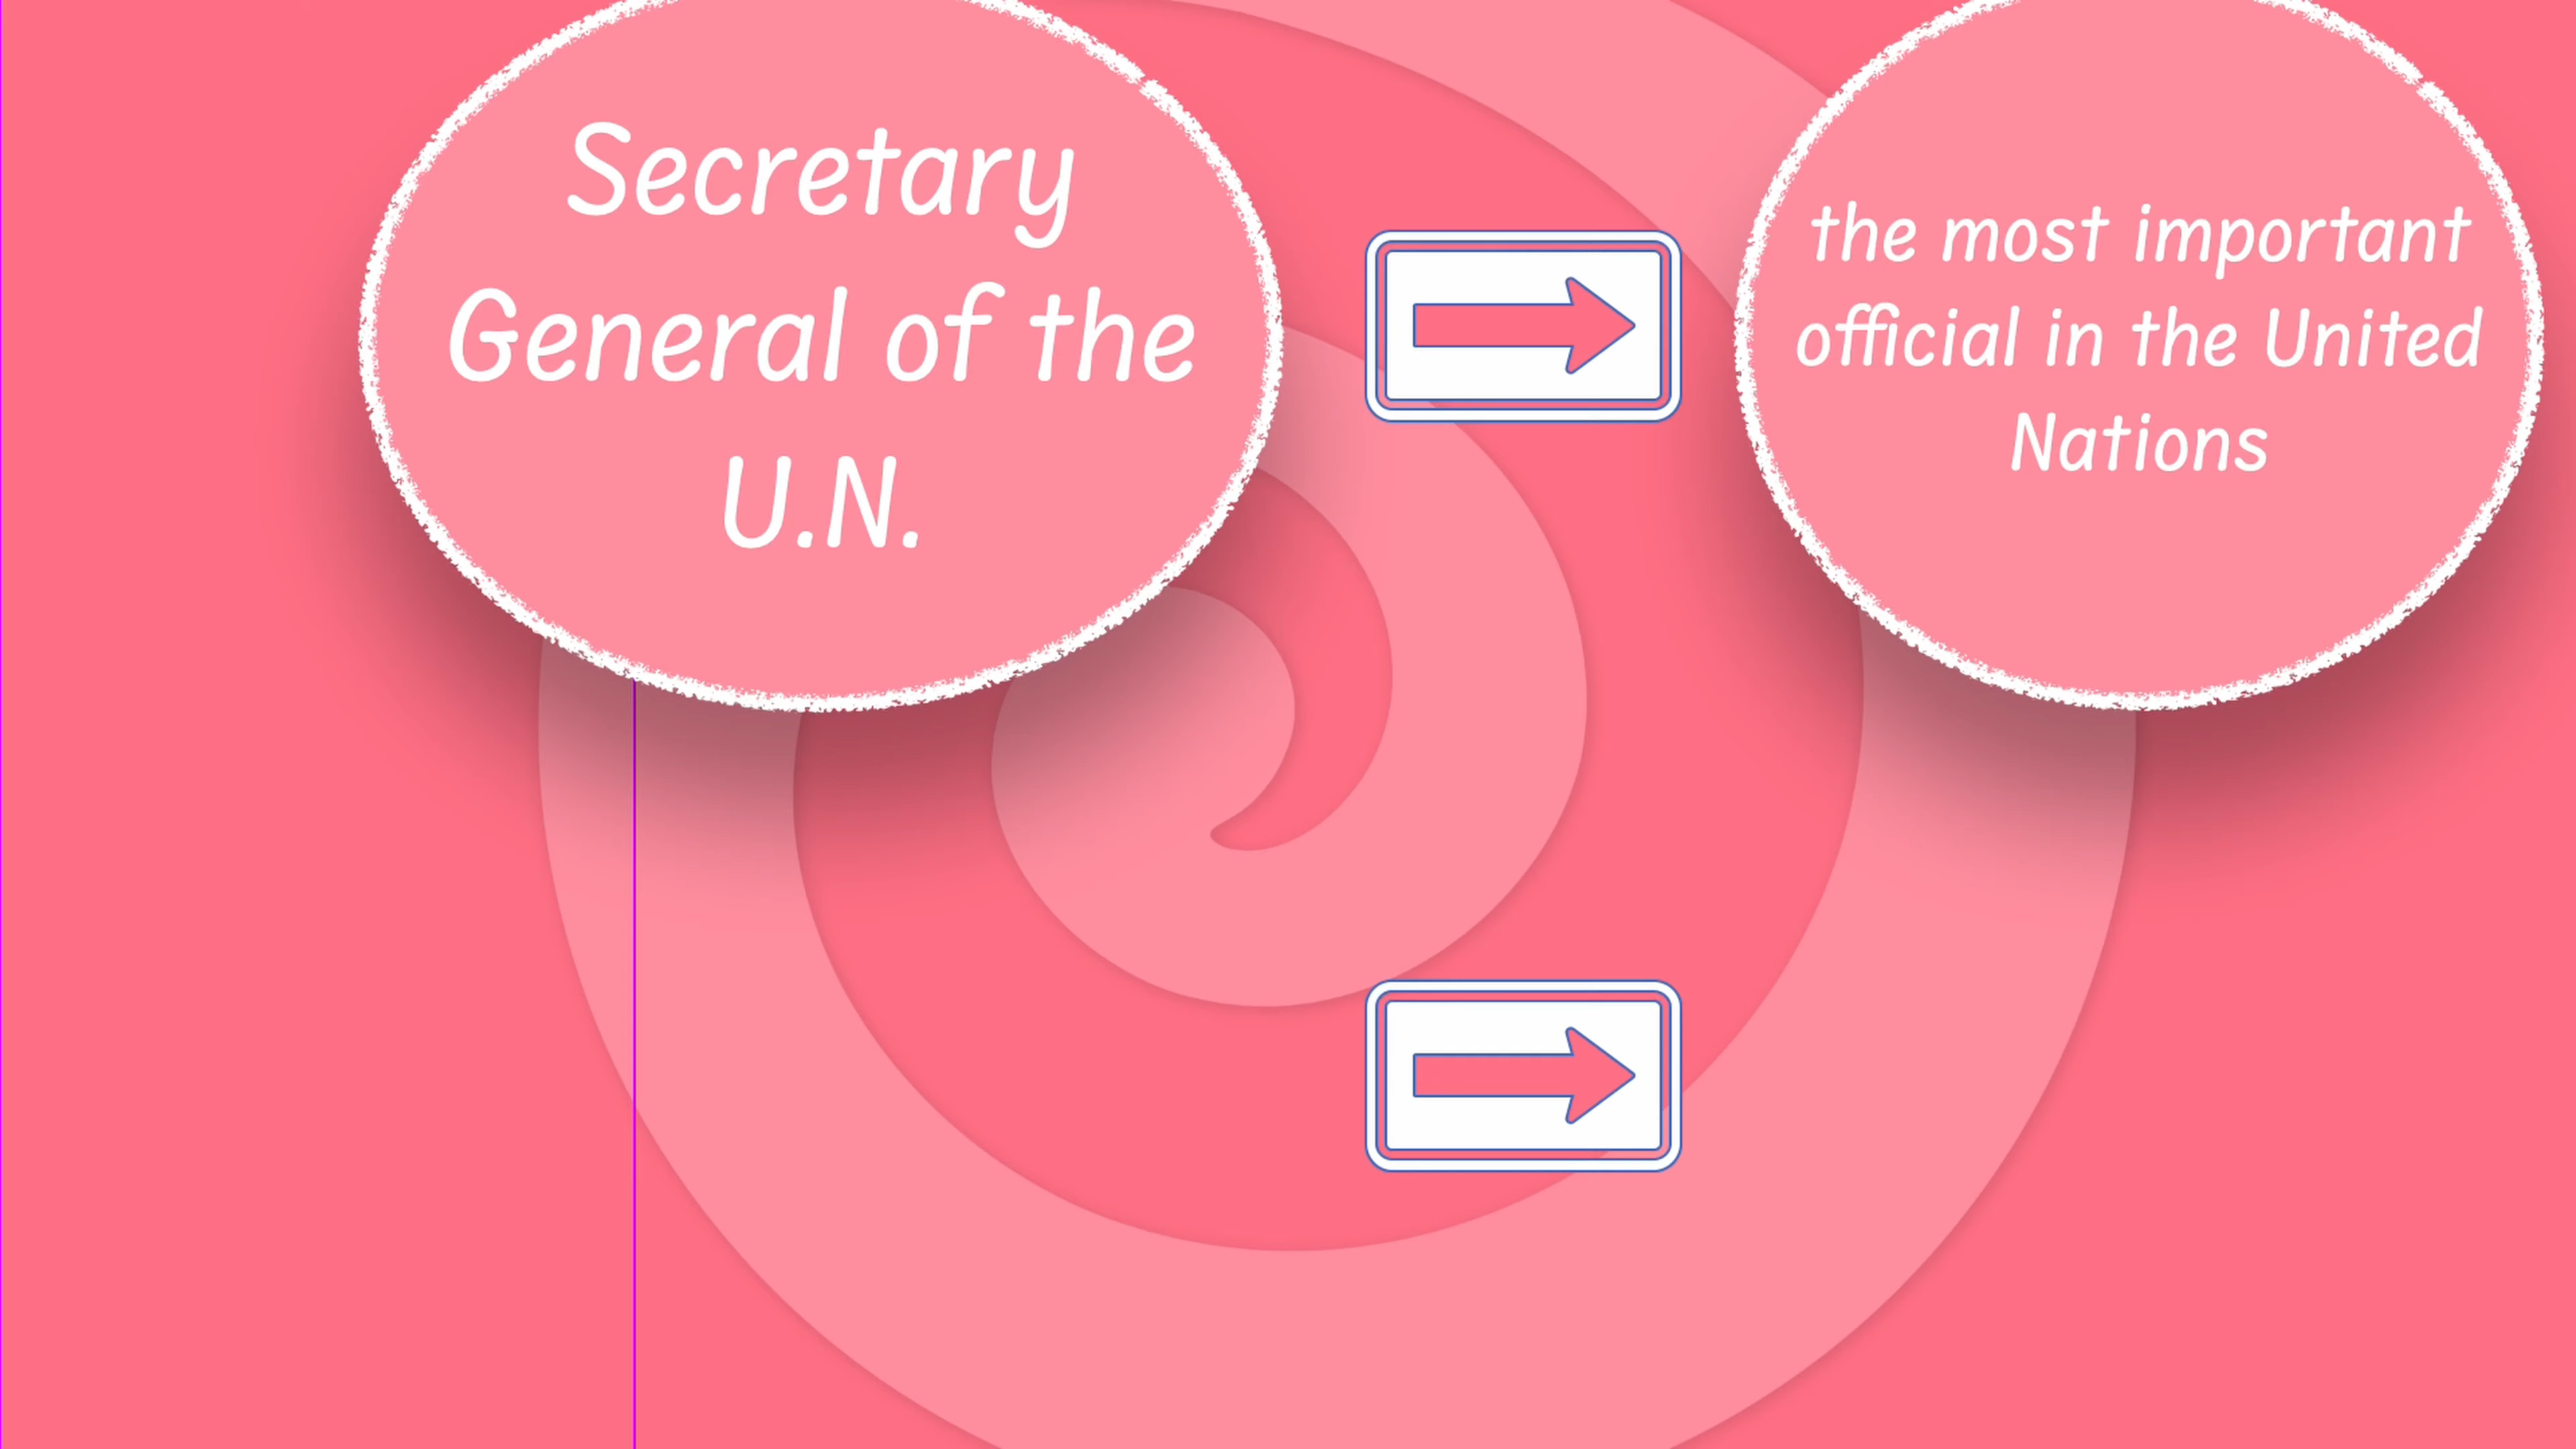 Secretary
General of the
U.N.
the most important
official in the United
Nations